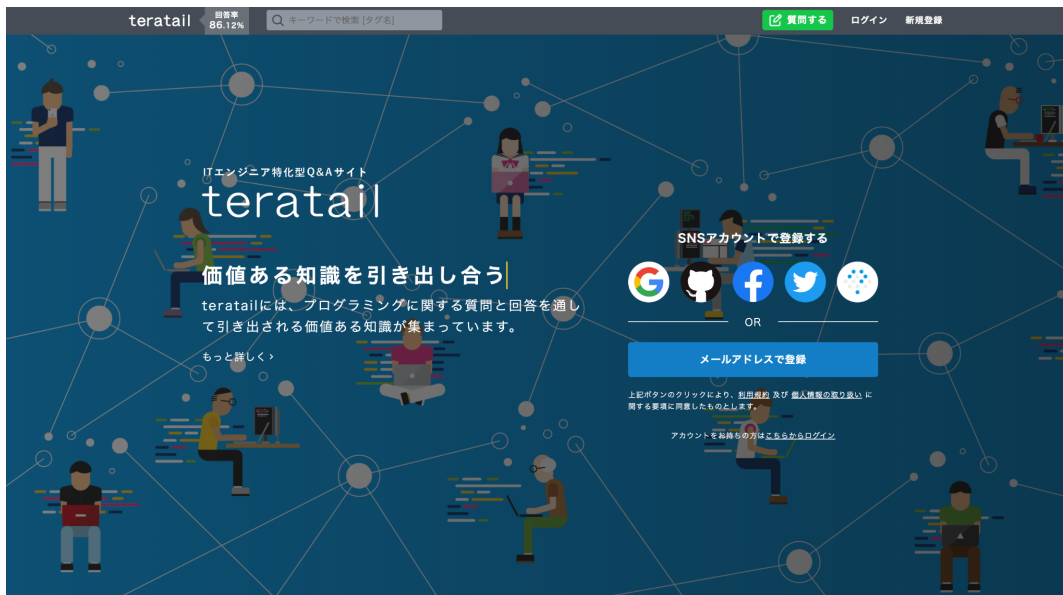 teratail
回答率
86.12%
キーワードで検索 [タグ名]
質問する
ログイン
新規登録
ITエンジニア特化型Q&Aサイト
teratail
価値ある知識を引き出し合う
teratailには、プログラミングに関する質問と回答を通し
て引き出される価値ある知識が集まっています。
もっと詳しく
SNSアカウントで登録する
OR
メールアドレスで登録
上記ボタンのクリックにより、利用規約 及び 個人情報の取り扱い に
関する要項に同意したものとします。
アカウントをお持ちの方はこちらからログイン